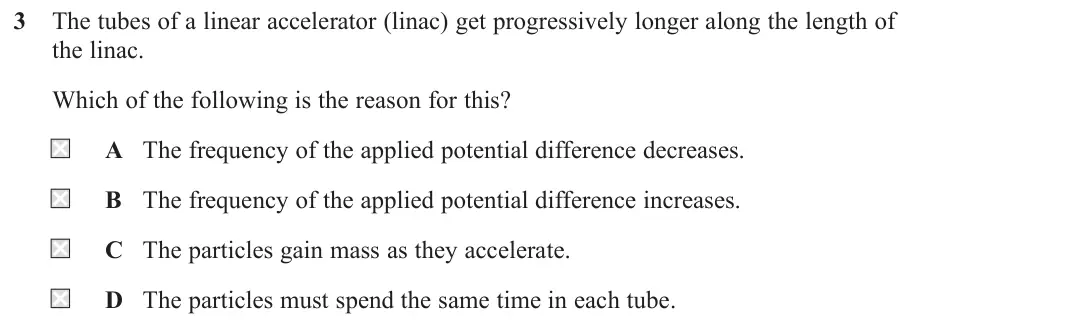 3 The tubes of a linear accelerator (linac) get progressively longer along the length of
the linac.
Which of the following is the reason for this?
A The frequency of the applied potential difference decreases.
B The frequency of the applied potential difference increases.
C The particles gain mass as they accelerate.
D The particles must spend the same time in each tube.